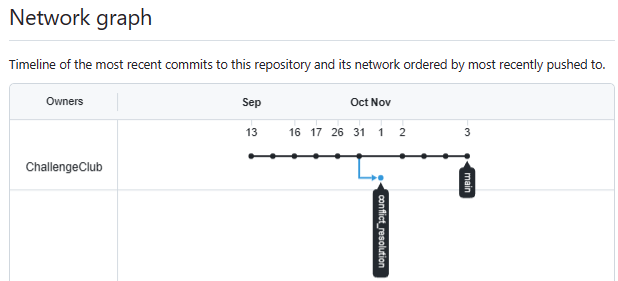 Network graph
Timeline of the most recent commits to this repository and its network ordered by most recently pushed to.
Owners Sep Oct Nov
13 16 17 26 31 1 2 3
ChallengeClub
main
conflict_resolution